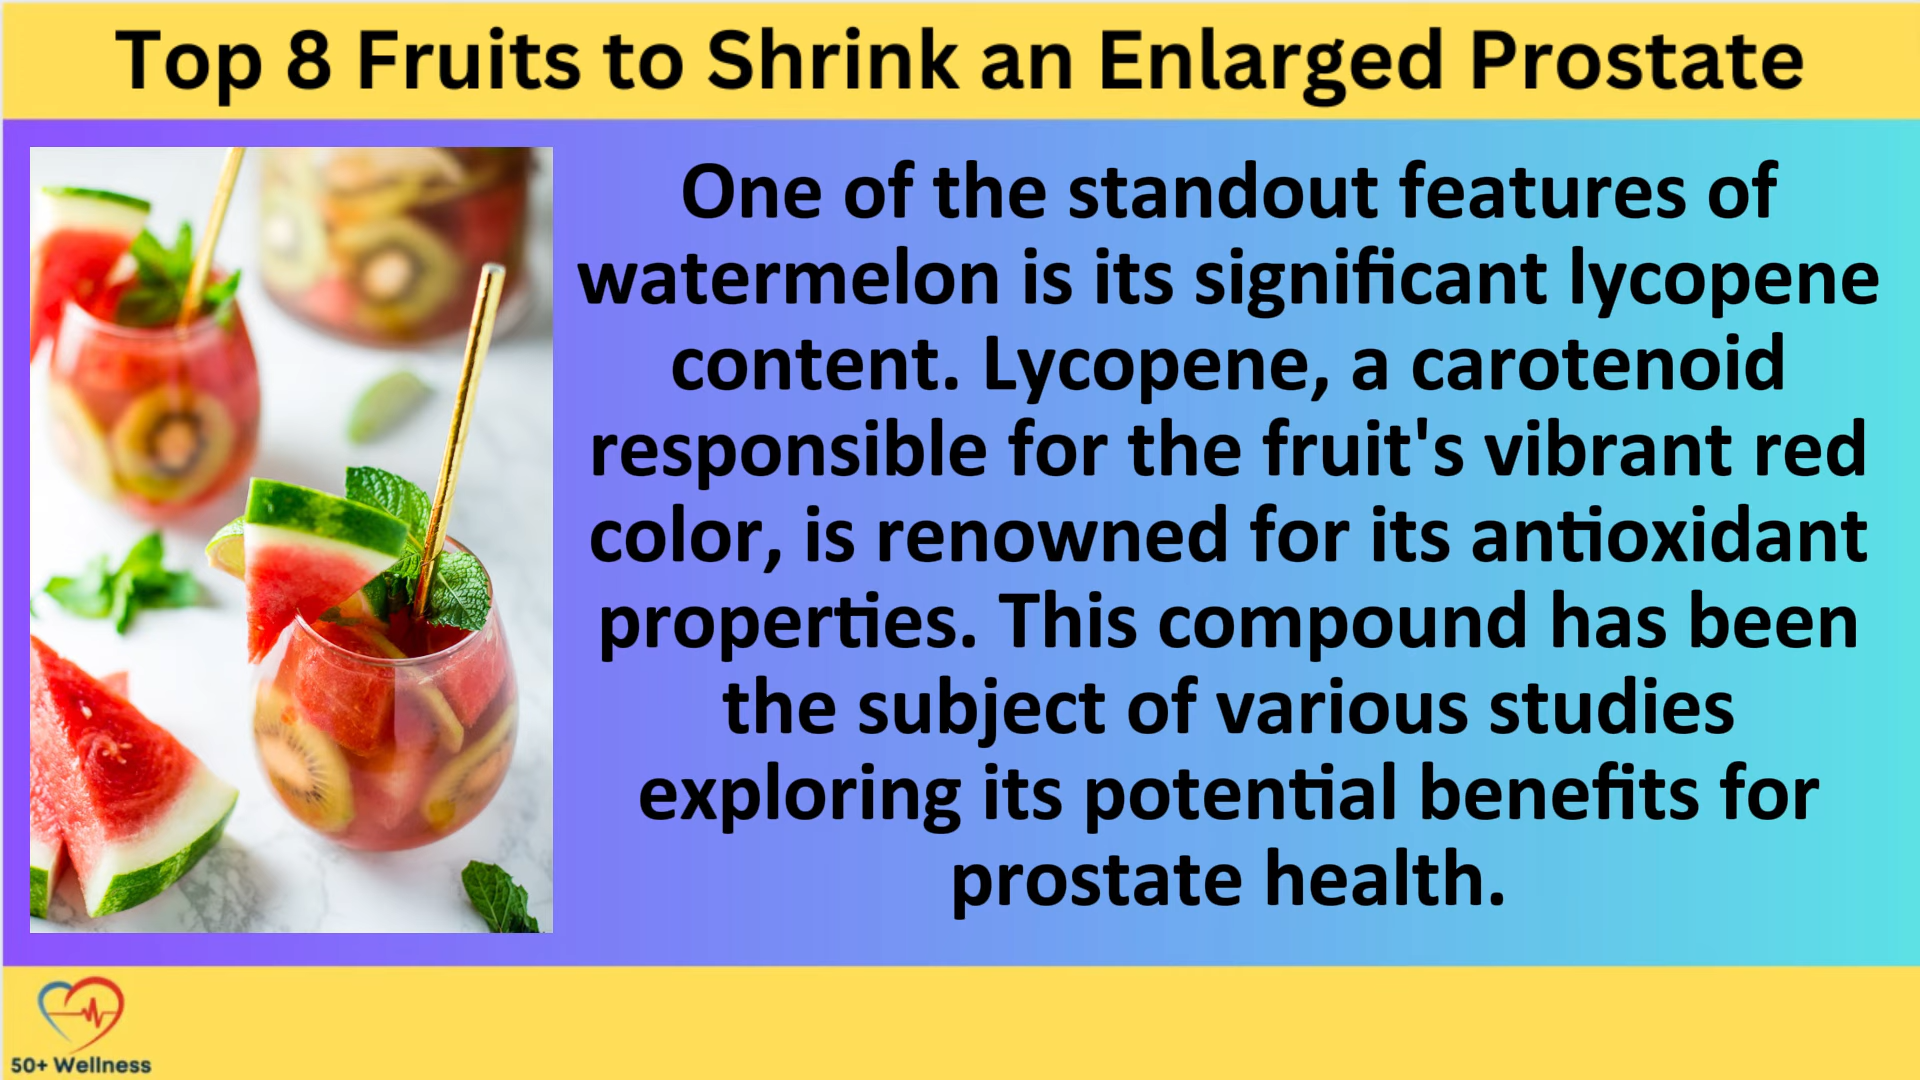 Top 8 Fruits to Shrink an Enlarged Prostate
One of the standout features of
watermelon is its significant lycopene
content. Lycopene, a carotenoid
responsible for the fruit's vibrant red
color, is renowned for its antioxidant
properties. This compound has been
the subject of various studies
exploring its potential benefits for
prostate health.
50+ Wellness